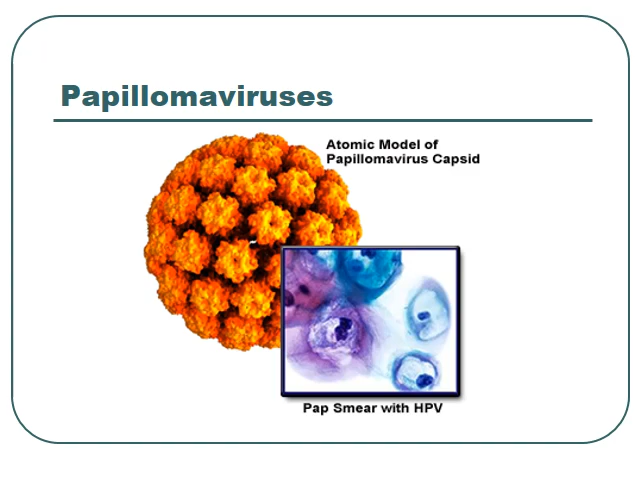 Papillomaviruses
Atomic Model of
Papillomavirus Capsid
Pap Smear with HPV